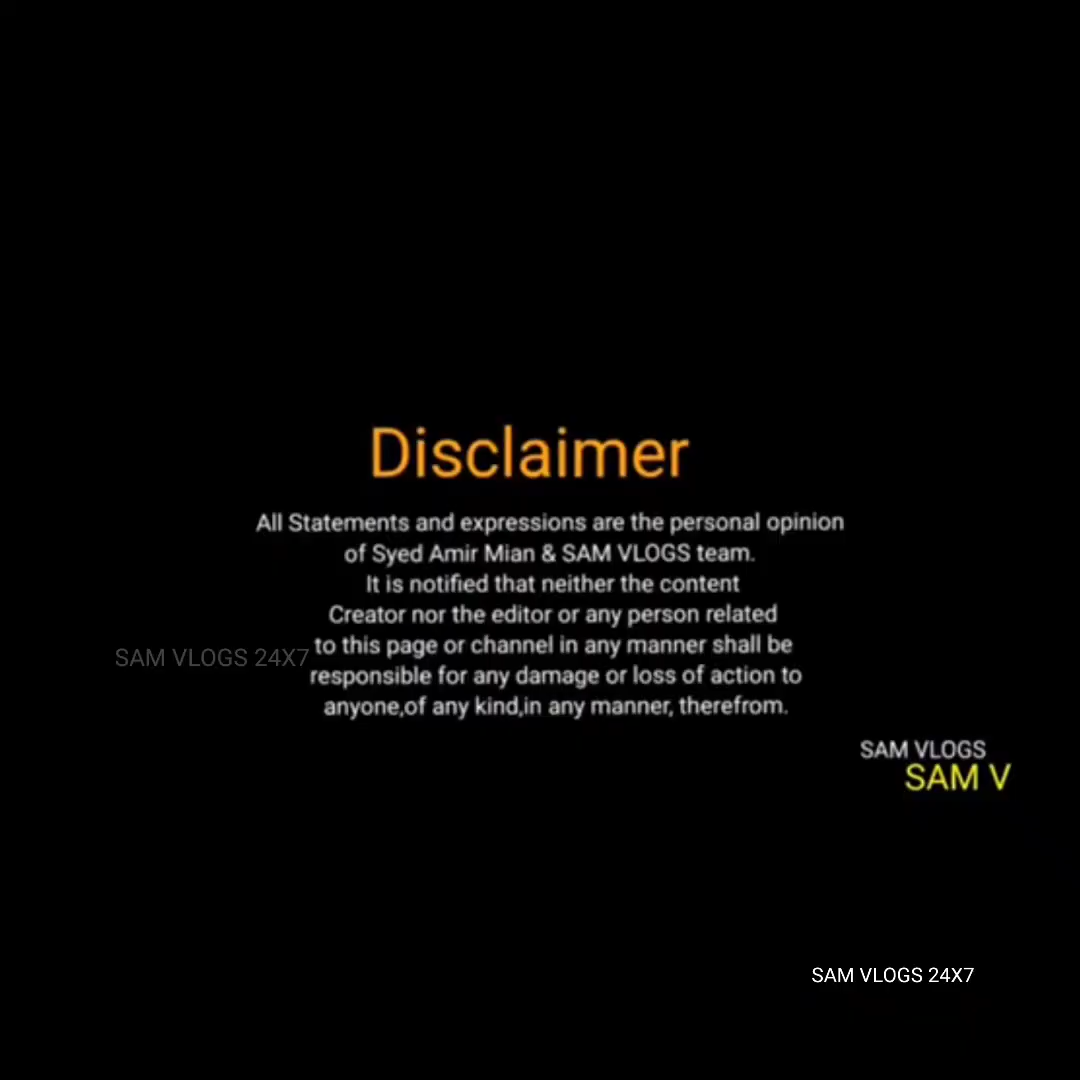 Disclaimer
All Statements and expressions are the personal opinion
of Syed Amir Mian & SAM VLOGS team.
It is notified that neither the content
Creator nor the editor or any person related
to this page or channel in any manner shall be
SAM VLOGS 24X7
responsible for any damage or loss of action to
anyone,of any kind,in any manner, therefrom.
SAM VLOGS
SAM V
SAM VLOGS 24X7